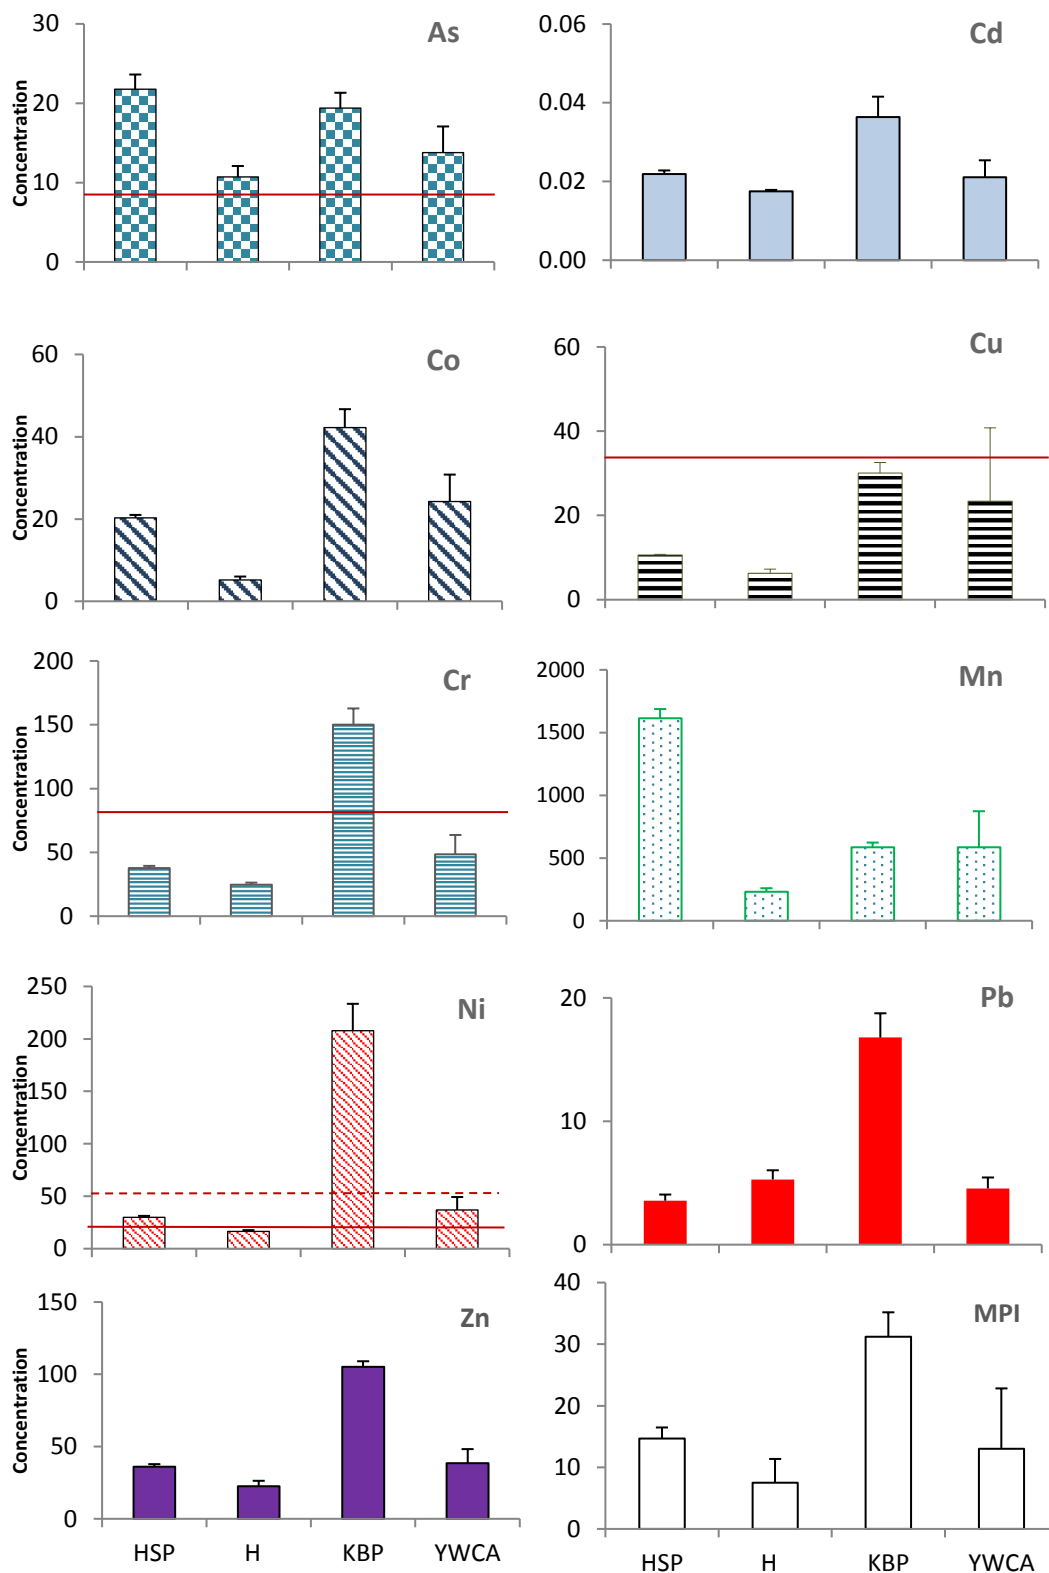 As
Concentration
30
20
10
0
Cd
0.06
0.04
0.02
0.00
Co
Concentration
60
40
20
0
Cu
60
40
20
0
Cr
Concentration
200
150
100
50
0
Mn
2000
1500
1000
500
0
Ni
Concentration
250
200
150
100
50
0
Pb
20
10
0
Zn
Concentration
150
100
50
0
HSP H KBP YWCA
MPI
40
30
20
10
0
HSP H KBP YWCA